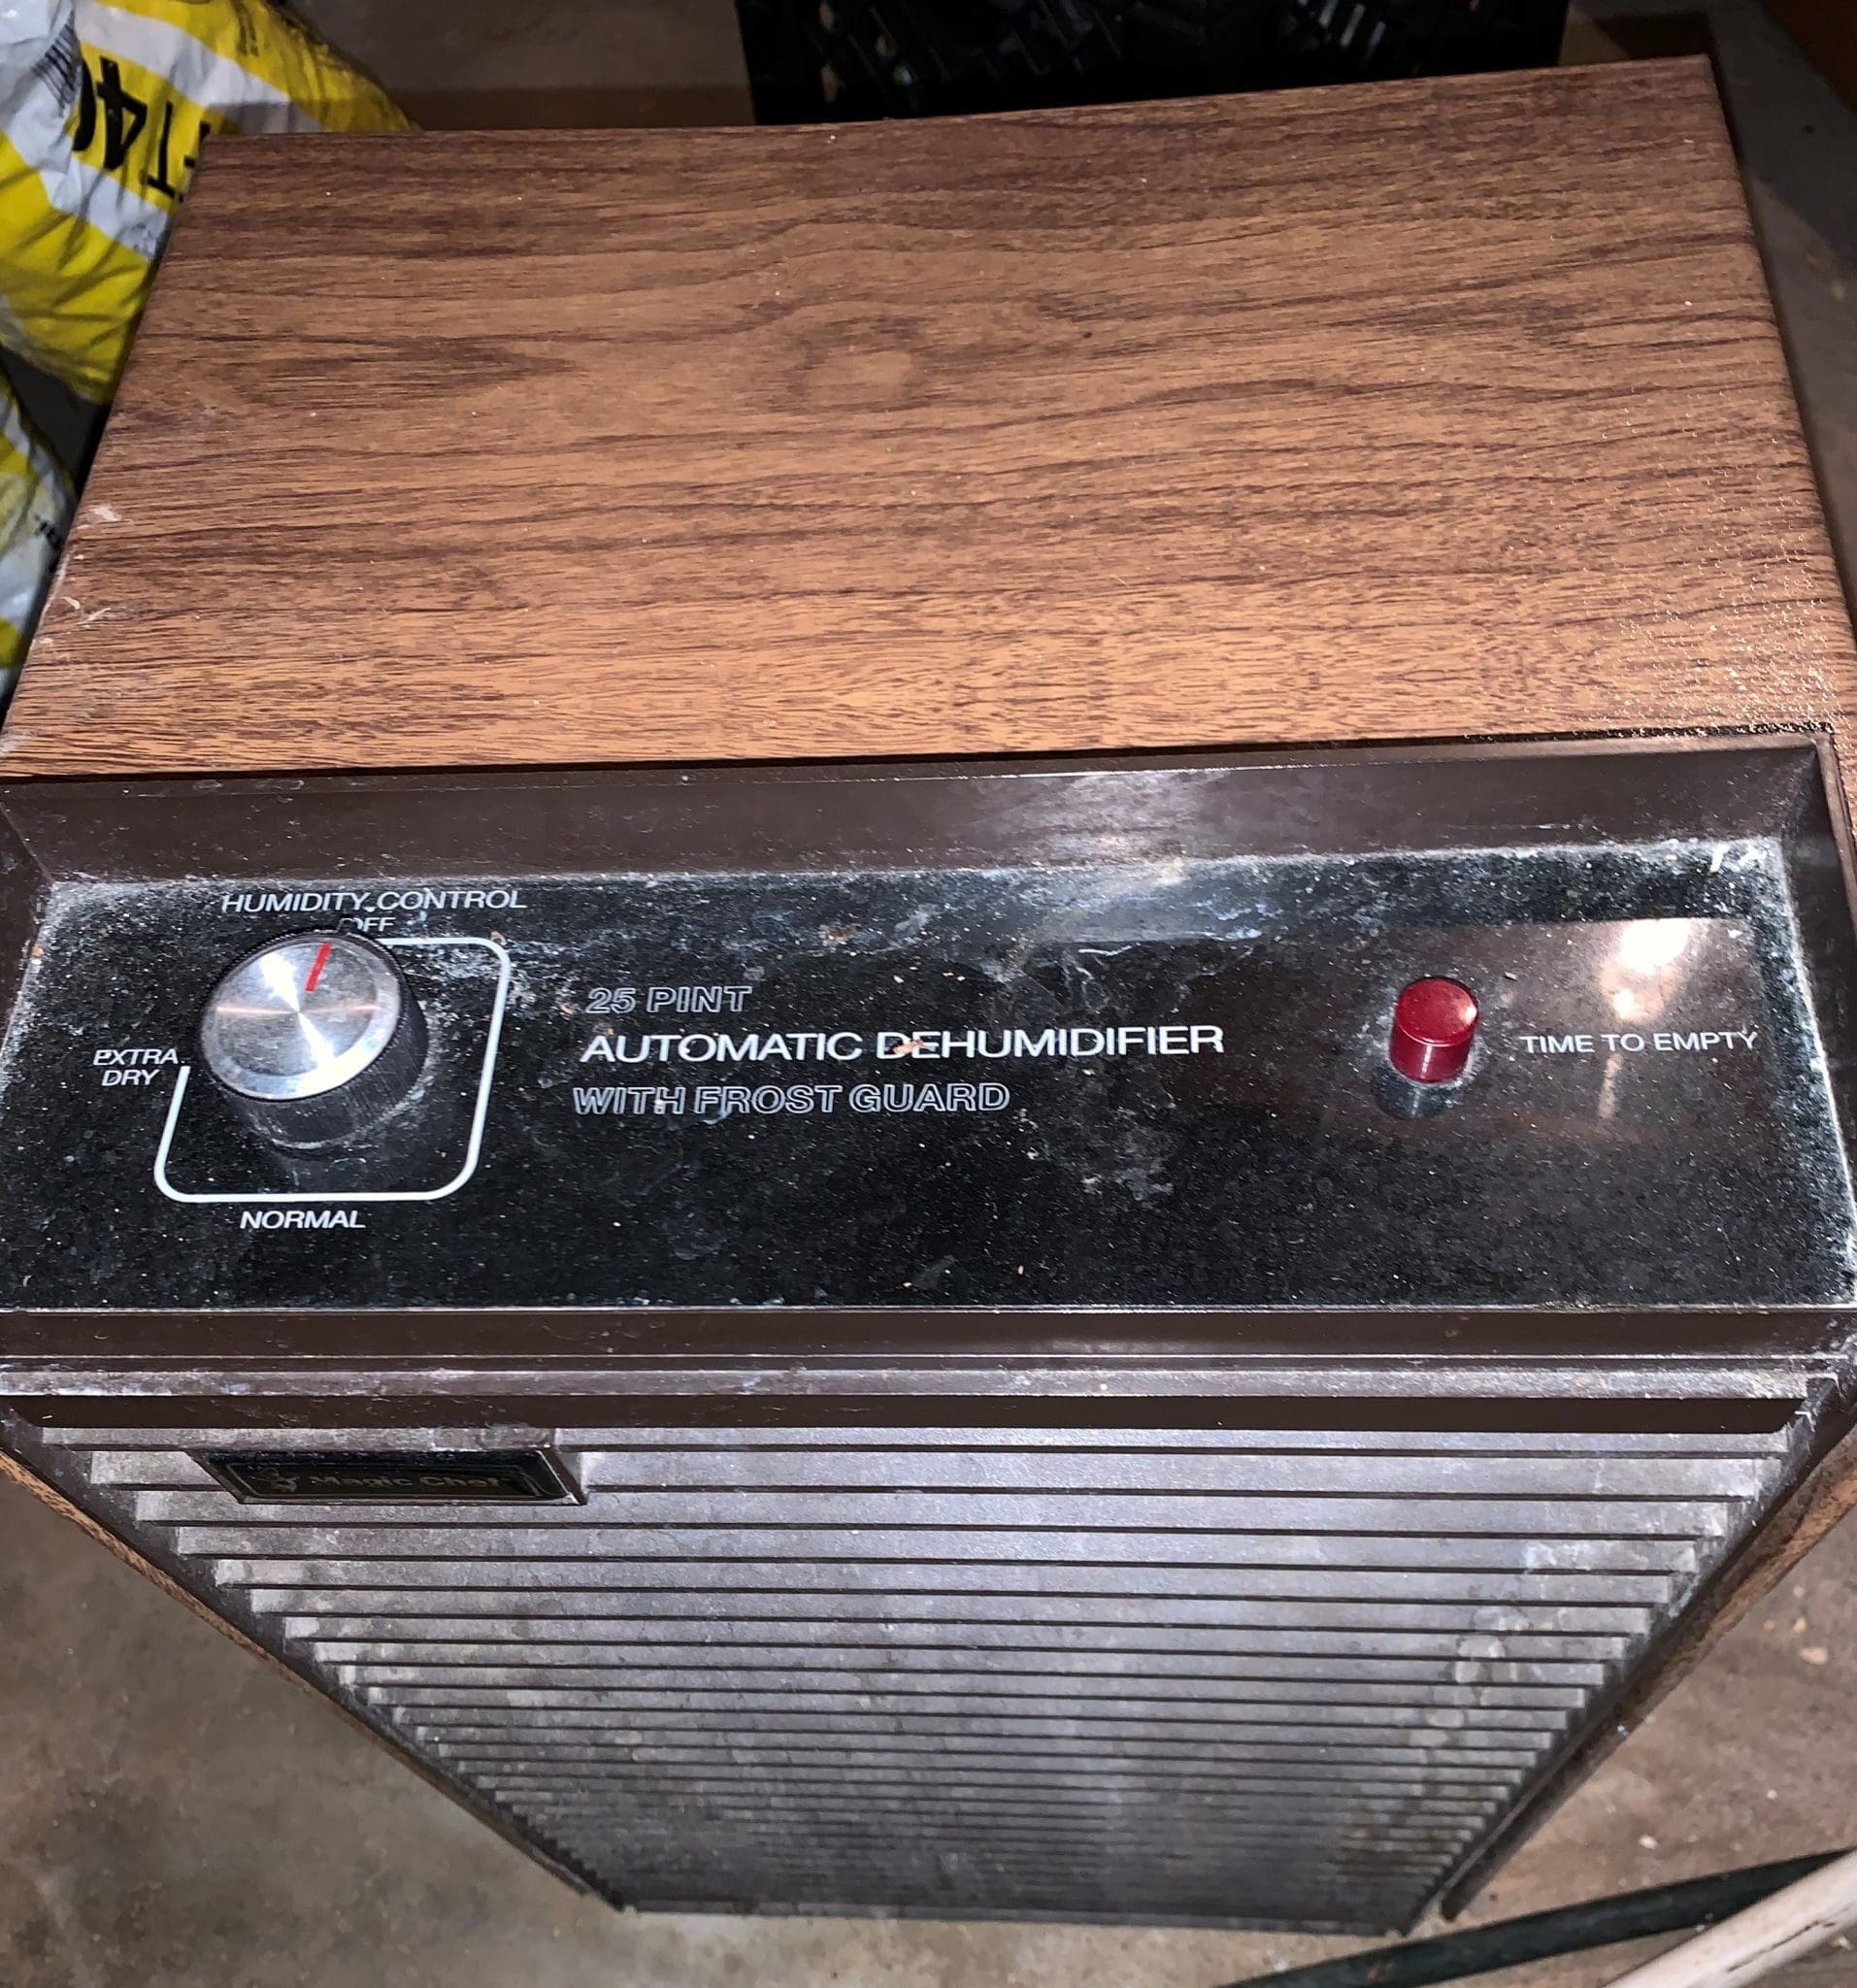 HUMIDITY CONTROL
OFF
EXTRA
DRY
NORMAL
25 PINT
AUTOMATIC DEHUMIDIFIER
WITH FROST GUARD
TIME TO EMPTY
Magic Chef